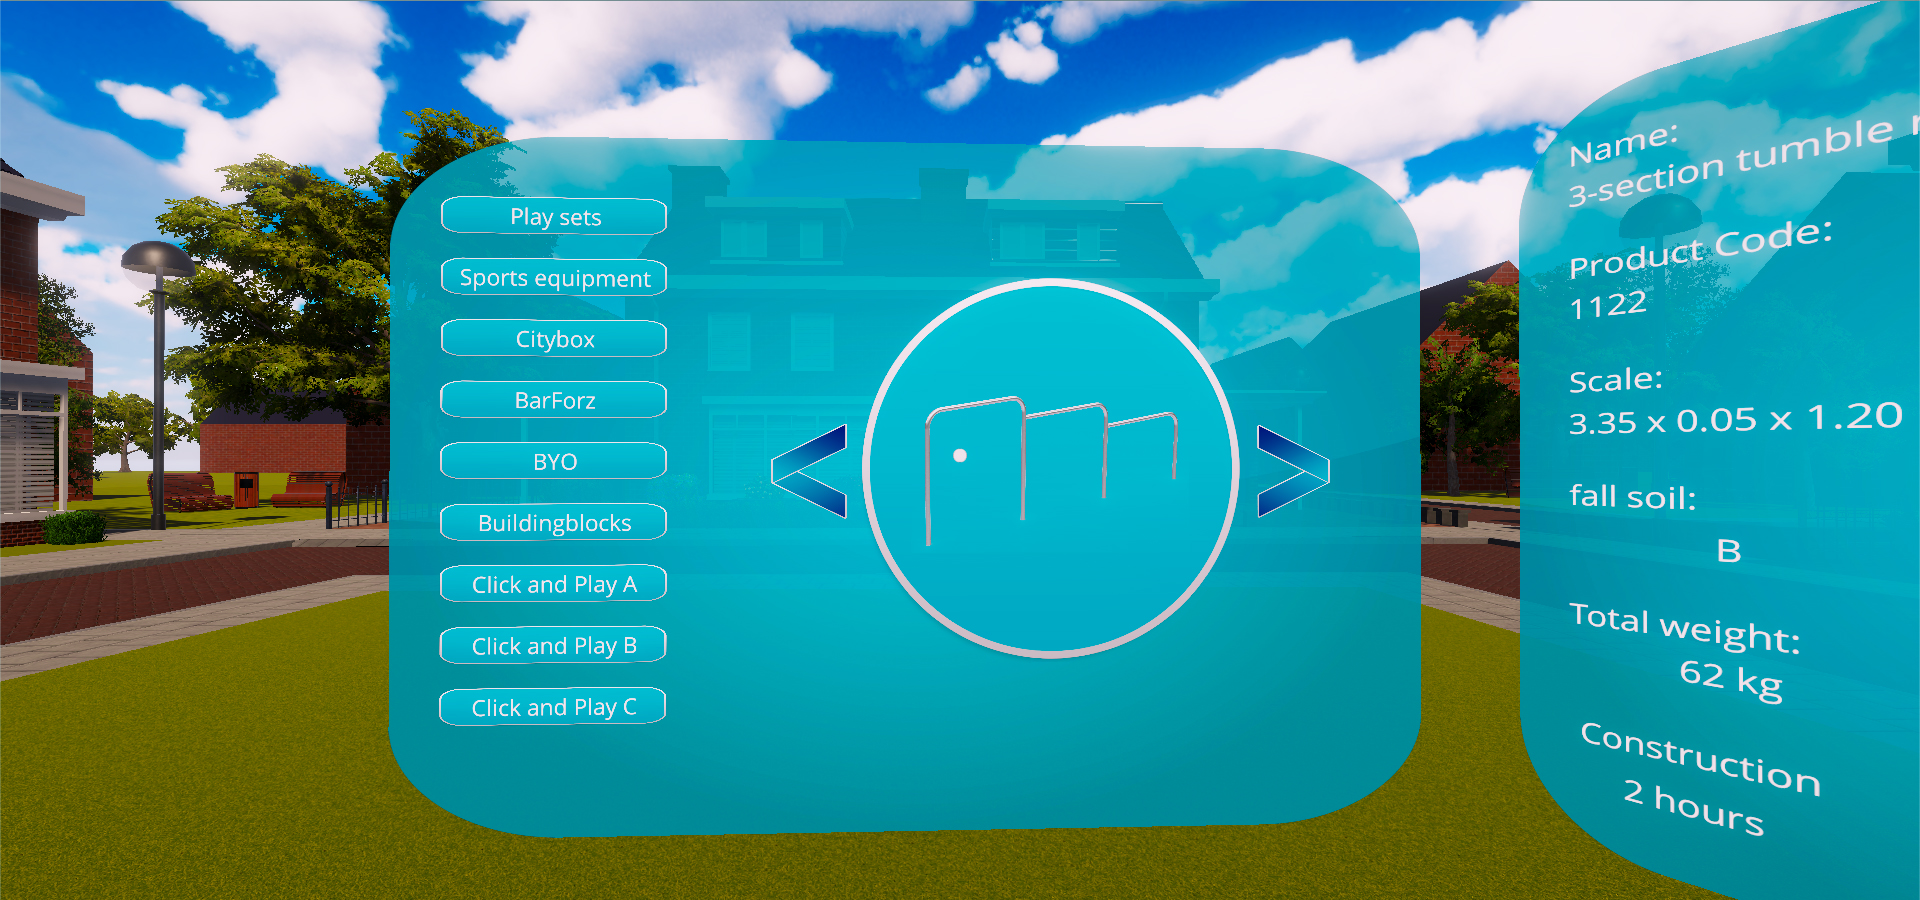 Play sets
Sports equipment
Citybox
BarForz
BYO
Buildingblocks
Click and Play A
Click and Play B
Click and Play C
Name:
3-section tumble
Product Code:
1122
Scale:
3.35 x 0.05 x 1.20
fall soil:
B
Total weight:
62 kg
Construction
2 hours